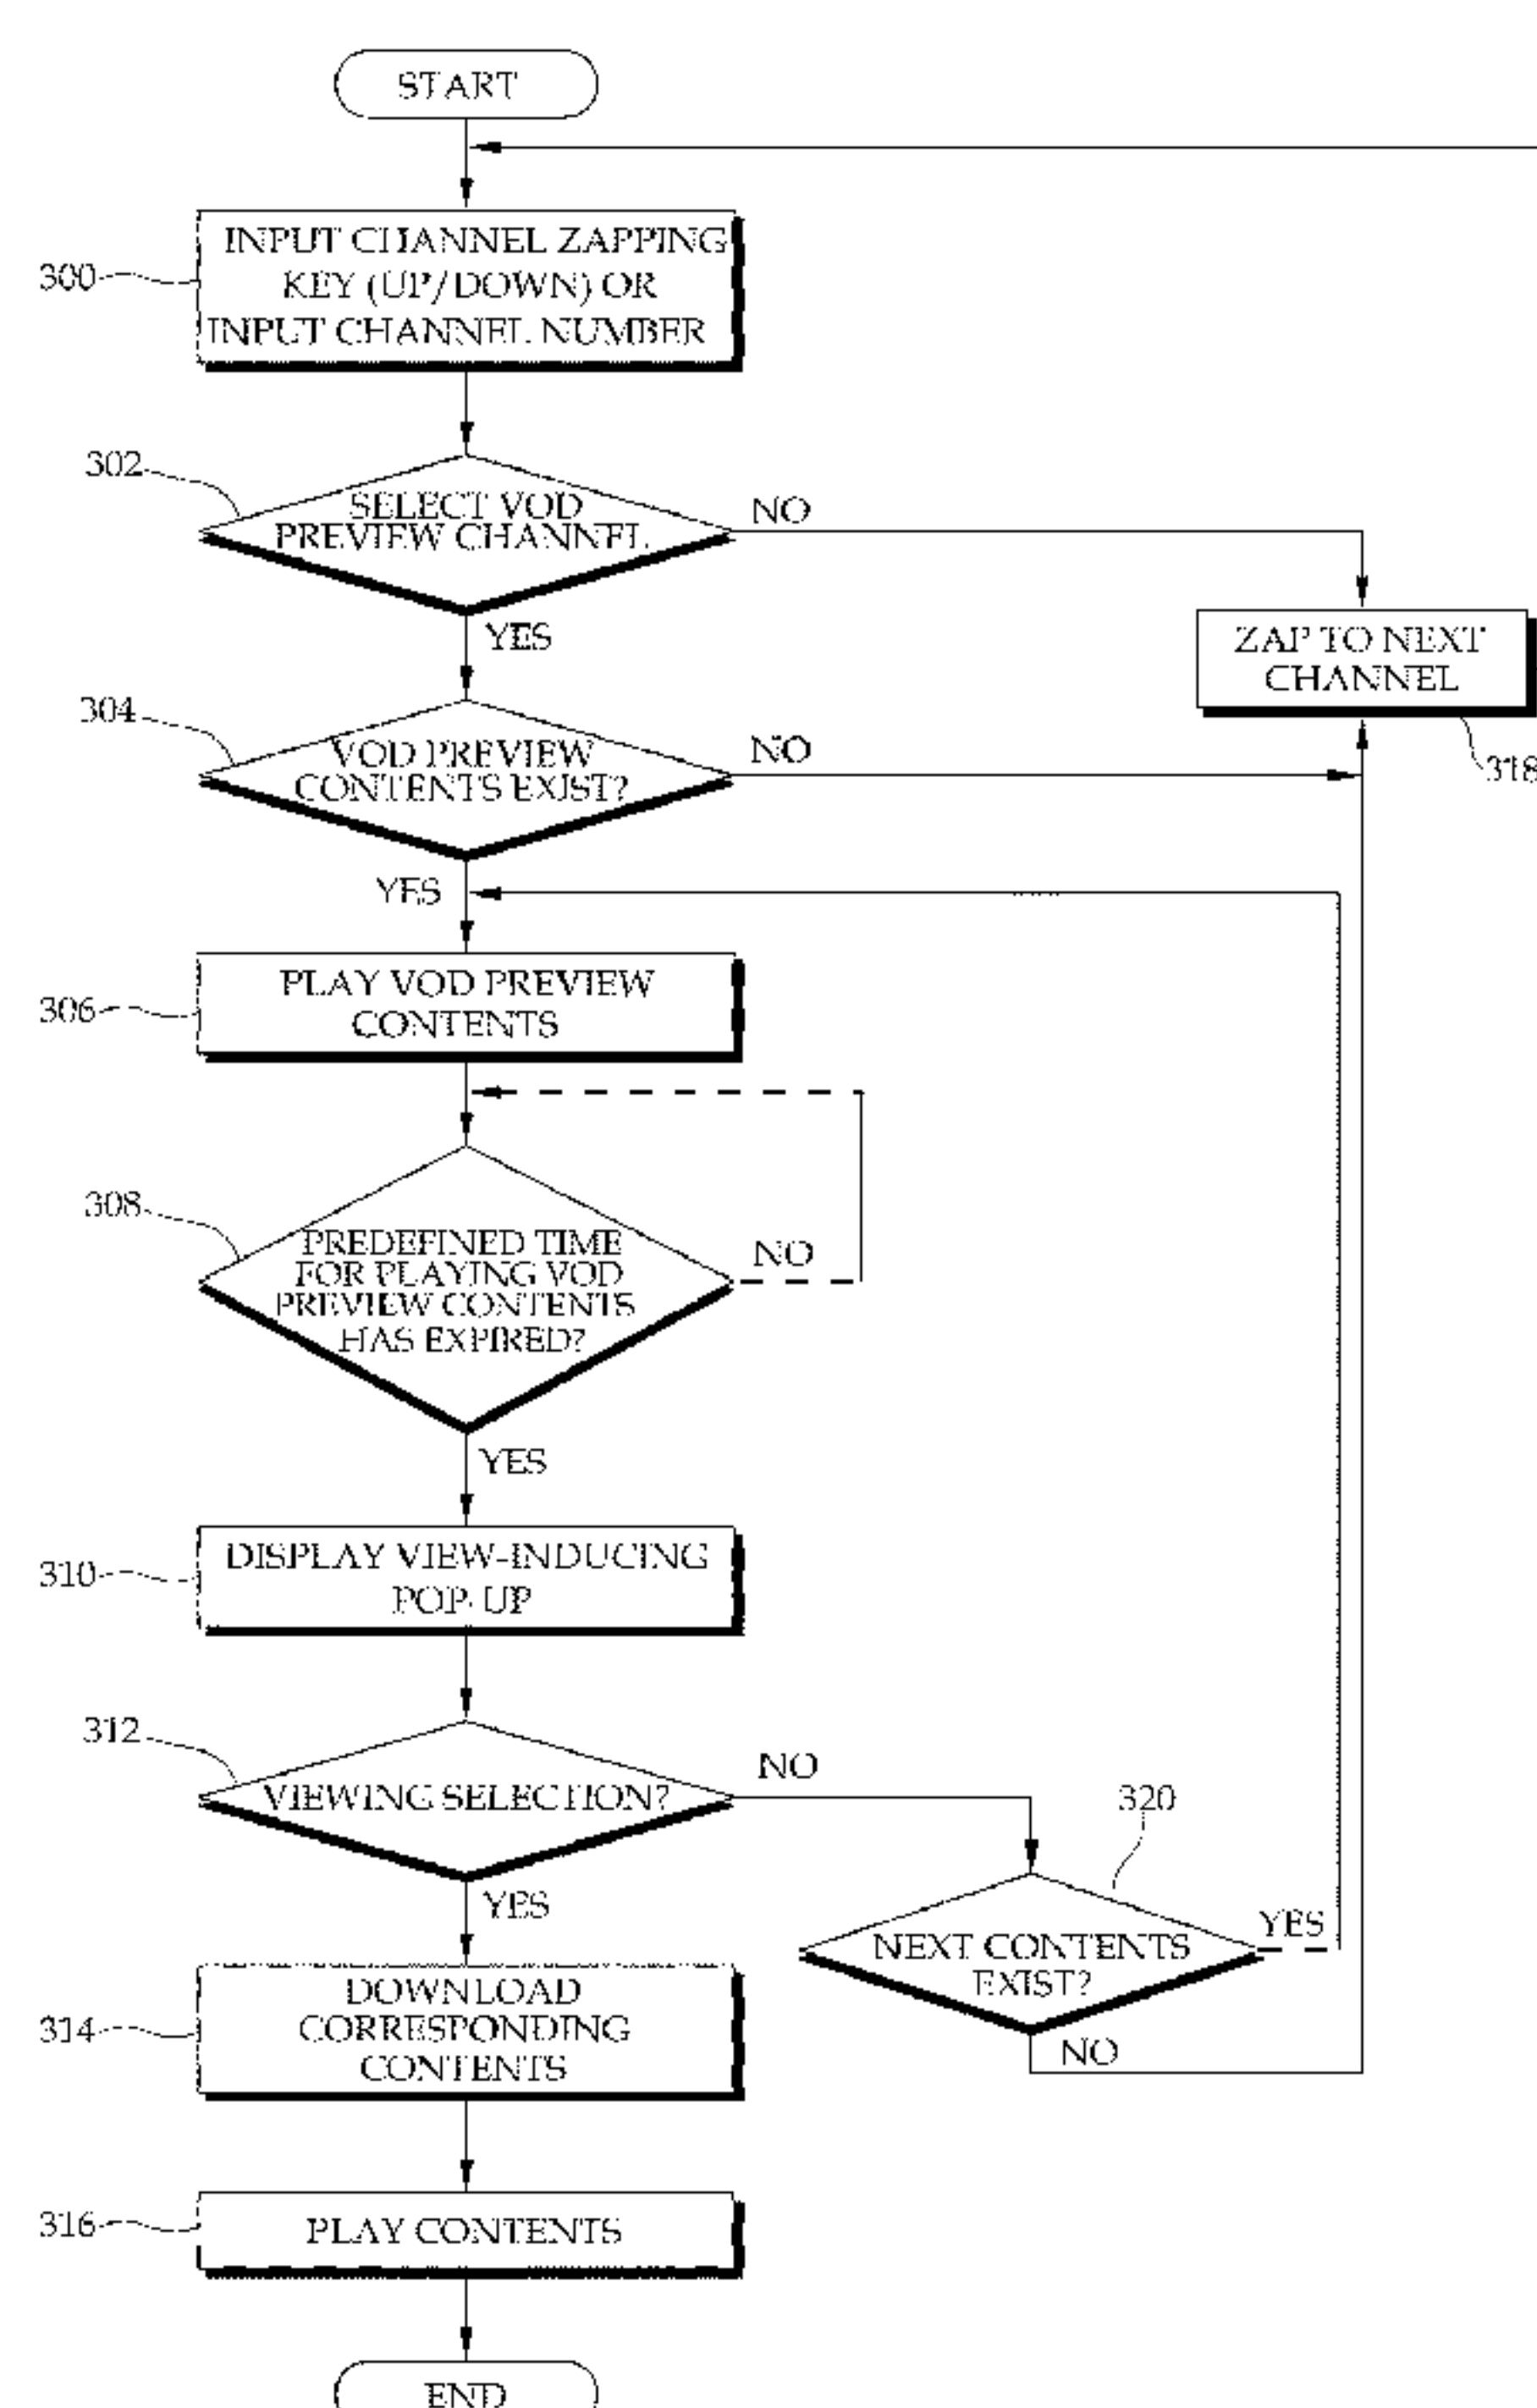 START
INPUT CHANNEL ZAPPING
KEY (UP/DOWN) OR
INPUT CHANNEL NUMBER
300
302
SELECT VOD
PREVIEW CHANNEL
NO
YES
ZAP TO NEXT
CHANNEL
318
304
VOD PREVIEW
CONTENTS EXIST?
NO
YES
306
PLAY VOD PREVIEW
CONTENTS
308
PREDEFINED TIME
FOR PLAYING VOD
PREVIEW CONTENTS
HAS EXPIRED?
NO
YES
310
DISPLAY VIEW-INDUCING
POP-UP
312
VIEWING SELECTION?
NO
YES
320
NEXT CONTENTS
EXIST?
YES
NO
314
DOWNLOAD
CORRESPONDING
CONTENTS
316
PLAY CONTENTS
END